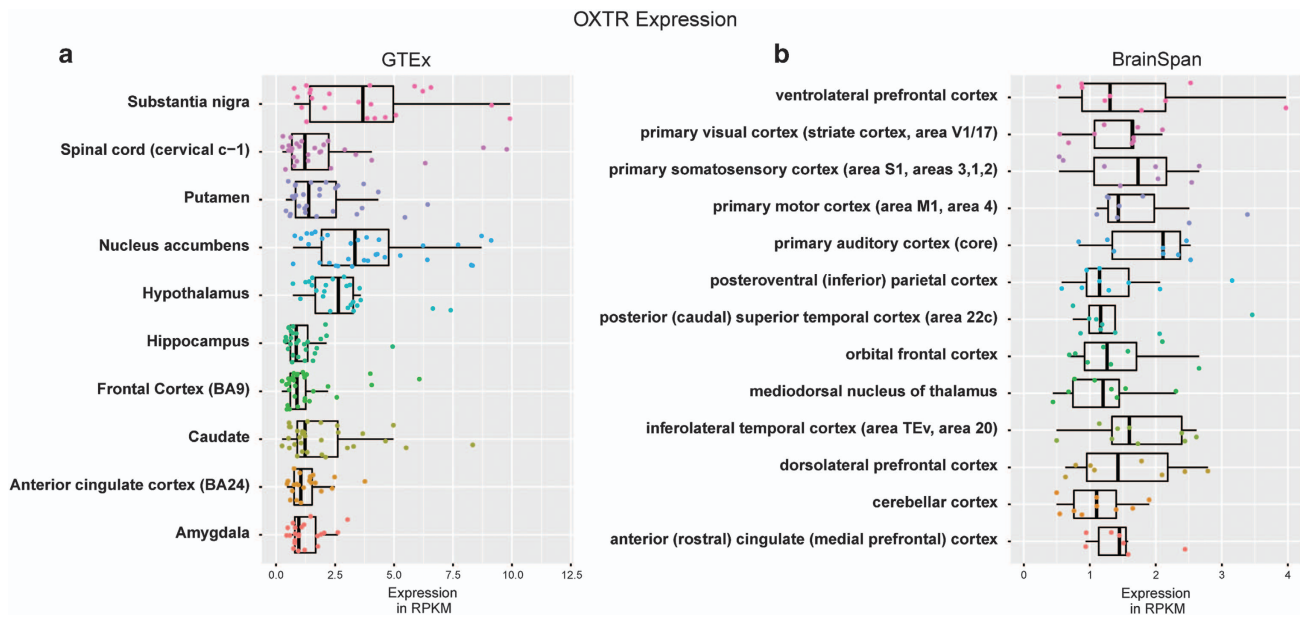 OXTR Expression
a
GTEx
Substantia nigra
Spinal cord (cervical c−1)
Putamen
Nucleus accumbens
Hypothalamus
Hippocampus
Frontal Cortex (BA9)
Caudate
Anterior cingulate cortex (BA24)
Amygdala
0.0 2.5 5.0 7.5 10.0 12.5
Expression
in RPKM
b
BrainSpan
ventrolateral prefrontal cortex
primary visual cortex (striate cortex, area V1/17)
primary somatosensory cortex (area S1, areas 3,1,2)
primary motor cortex (area M1, area 4)
primary auditory cortex (core)
posteroventral (inferior) parietal cortex
posterior (caudal) superior temporal cortex (area 22c)
orbital frontal cortex
mediodorsal nucleus of thalamus
inferolateral temporal cortex (area TEv, area 20)
dorsolateral prefrontal cortex
cerebellar cortex
anterior (rostral) cingulate (medial prefrontal) cortex
0 1 2 3 4
Expression
in RPKM